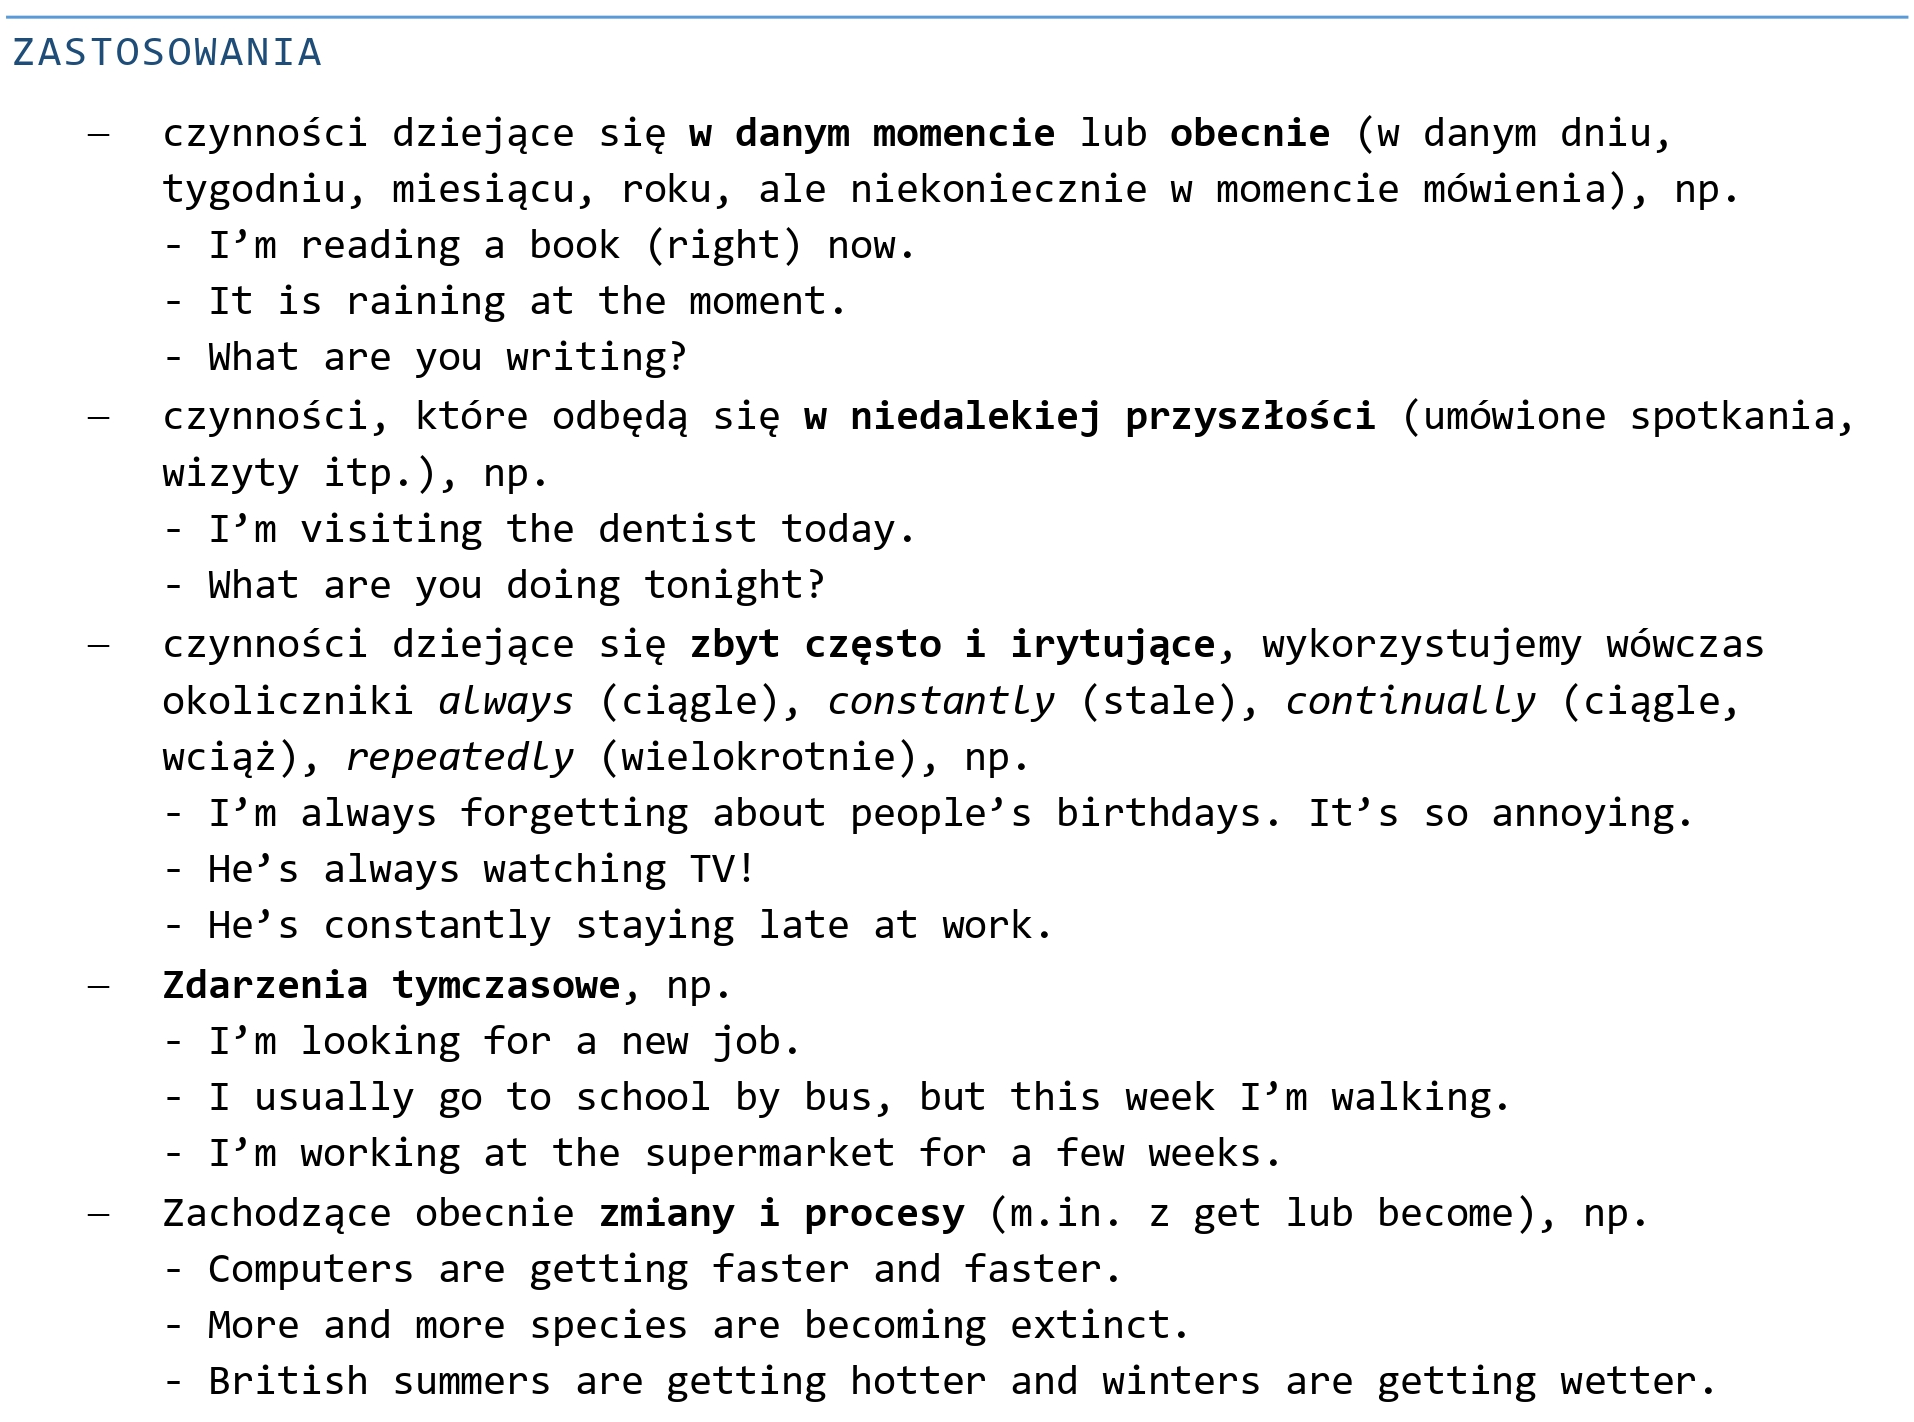 ZASTOSOWANIA
– czynności dziejące się w danym momencie lub obecnie (w danym dniu,
tygodniu, miesiącu, roku, ale niekoniecznie w momencie mówienia), np.
- I’m reading a book (right) now.
- It is raining at the moment.
- What are you writing?
– czynności, które odbędą się w niedalekiej przyszłości (umówione spotkania,
wizyty itp.), np.
- I’m visiting the dentist today.
- What are you doing tonight?
– czynności dziejące się zbyt często i irytujące, wykorzystujemy wówczas
okoliczniki always (ciągle), constantly (stale), continually (ciągle,
wciąż), repeatedly (wielokrotnie), np.
- I’m always forgetting about people’s birthdays. It’s so annoying.
- He’s always watching TV!
- He’s constantly staying late at work.
– Zdarzenia tymczasowe, np.
- I’m looking for a new job.
- I usually go to school by bus, but this week I’m walking.
- I’m working at the supermarket for a few weeks.
– Zachodzące obecnie zmiany i procesy (m.in. z get lub become), np.
- Computers are getting faster and faster.
- More and more species are becoming extinct.
- British summers are getting hotter and winters are getting wetter.